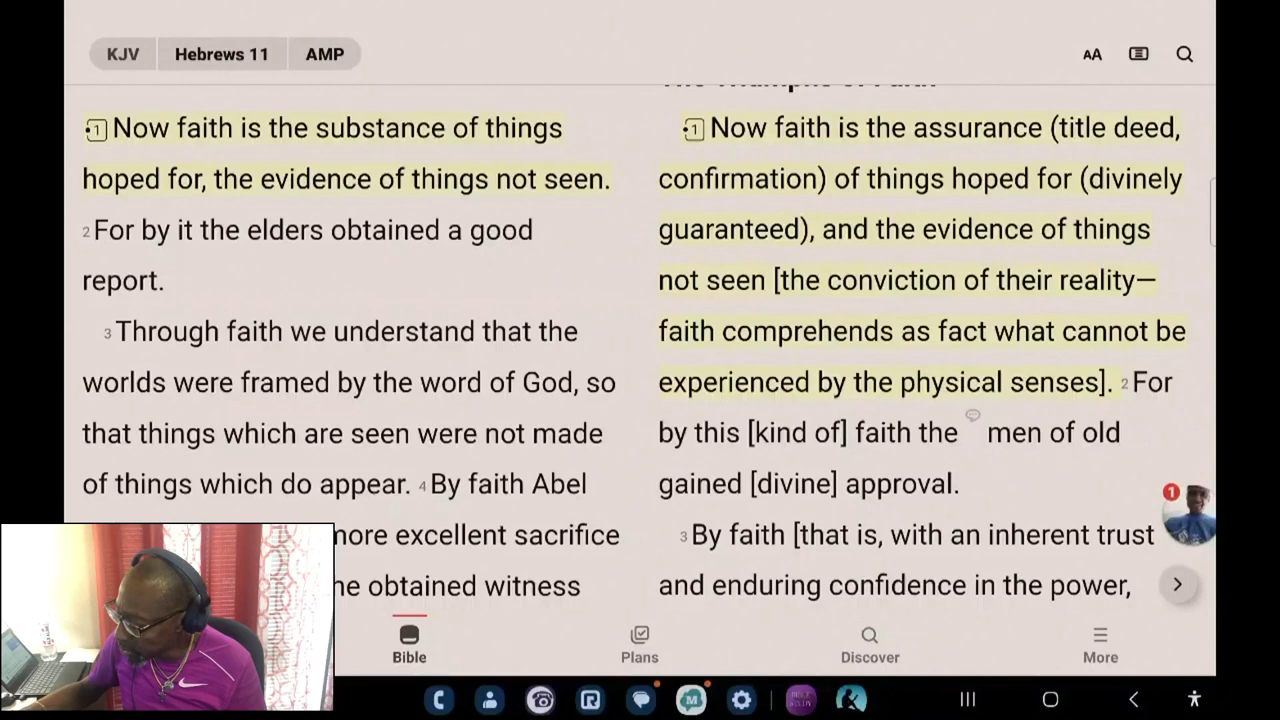 KJV Hebrews 11 AMP
AA
1 Now faith is the substance of things
hoped for, the evidence of things not seen.
2 For by it the elders obtained a good
report.
3 Through faith we understand that the
worlds were framed by the word of God, so
that things which are seen were not made
of things which do appear. 4 By faith Abel
more excellent sacrifice
he obtained witness
1 Now faith is the assurance (title deed,
confirmation) of things hoped for (divinely
guaranteed), and the evidence of things
not seen [the conviction of their reality—
faith comprehends as fact what cannot be
experienced by the physical senses]. 2 For
by this [kind of] faith the men of old
gained [divine] approval.
3 By faith [that is, with an inherent trust
and enduring confidence in the power,
1
Bible Plans Discover More